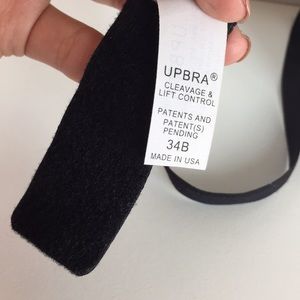 UPBRA®
CLEAVAGE &
LIFT CONTROL
PATENTS AND
PATENT(S)
PENDING
34B
MADE IN USA